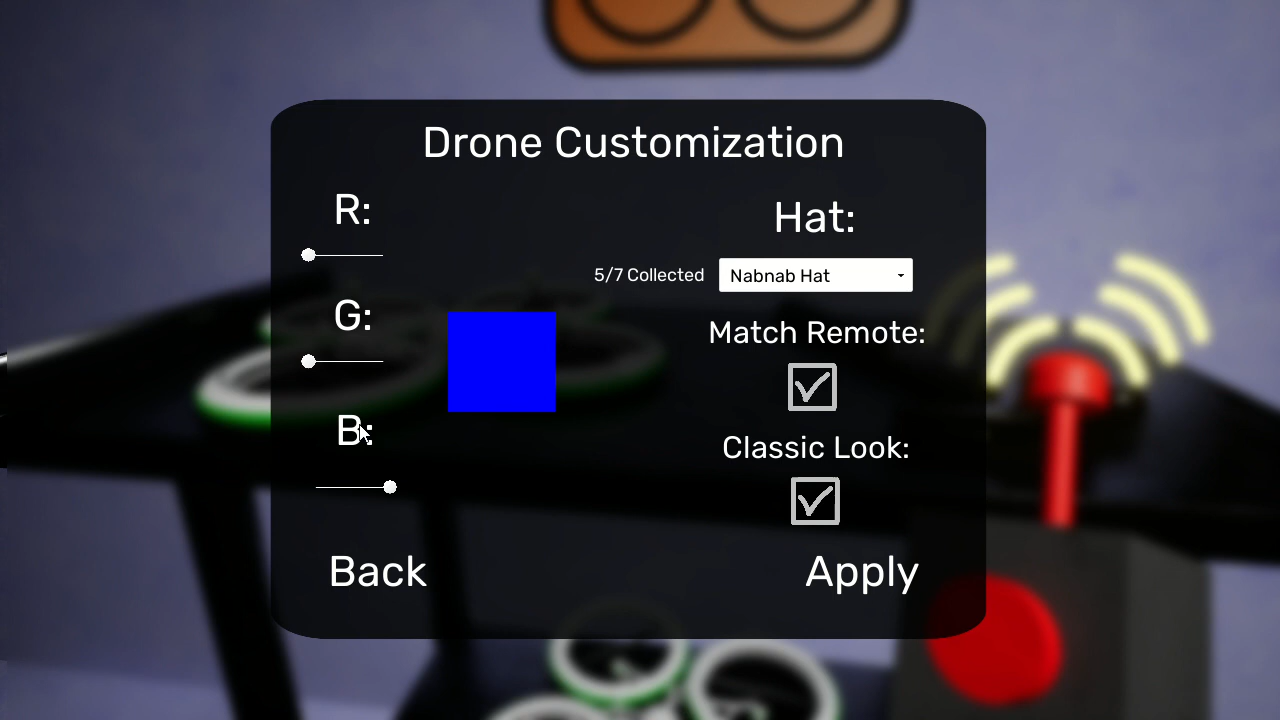 Drone Customization
R:
G:
B:
Hat:
5/7 Collected
Nabnab Hat
Match Remote:
Classic Look:
Back
Apply